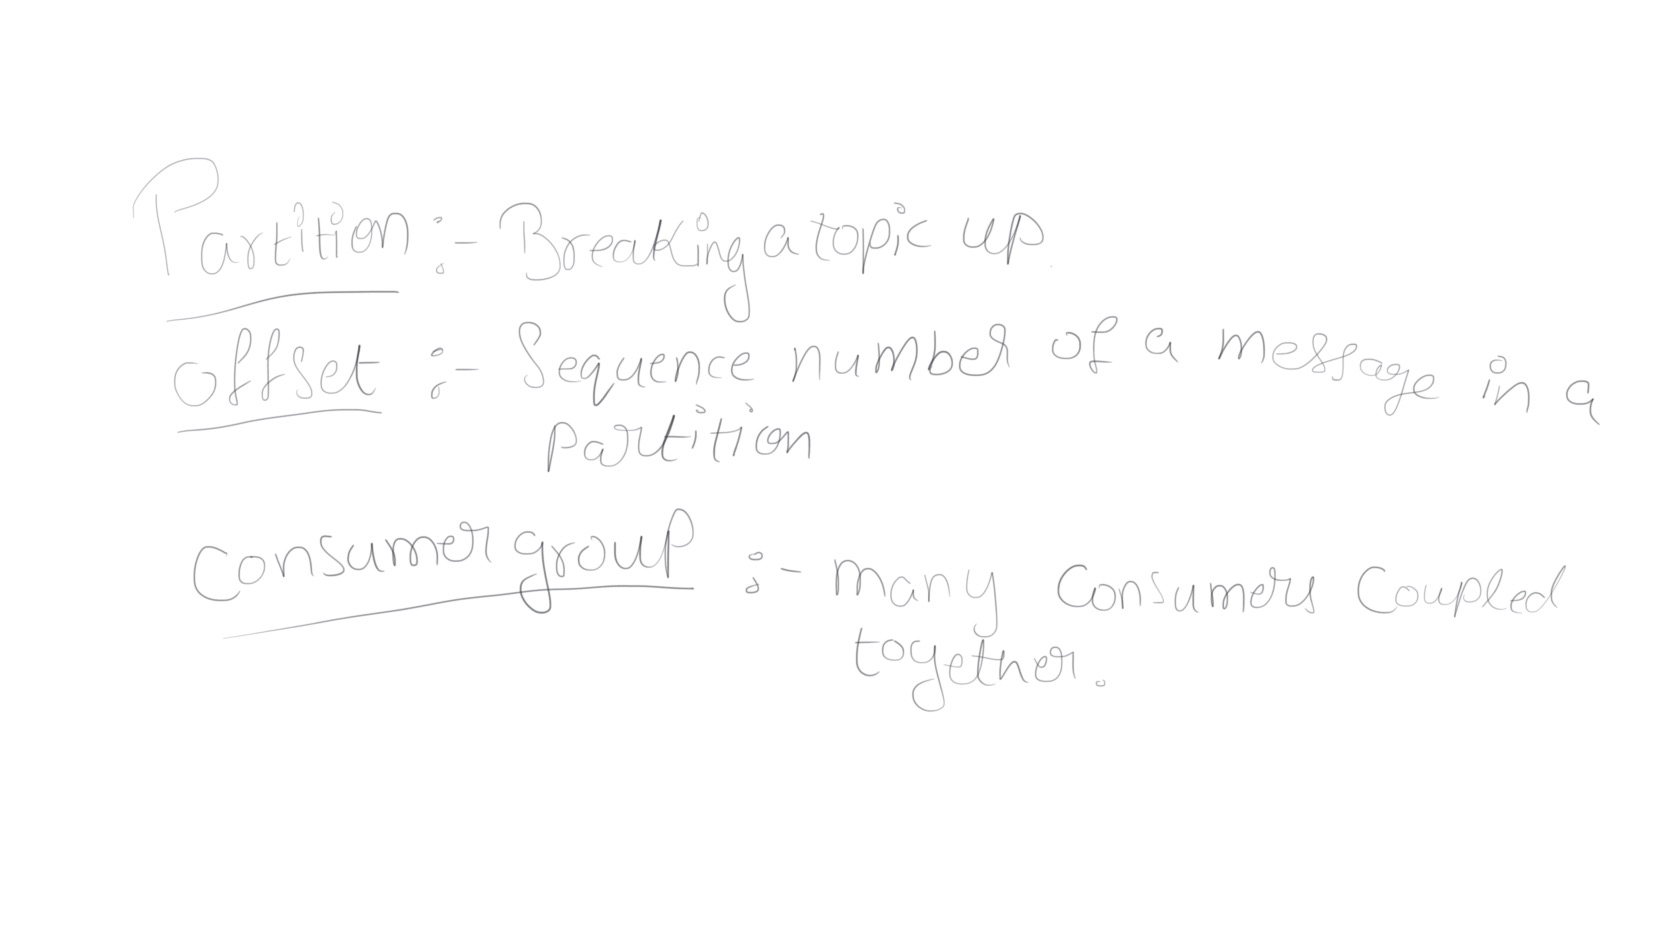 Partition :- Breaking a topic up.
offset :- Sequence number of a message in a
partition
Consumer group :- many Consumers Coupled
together.